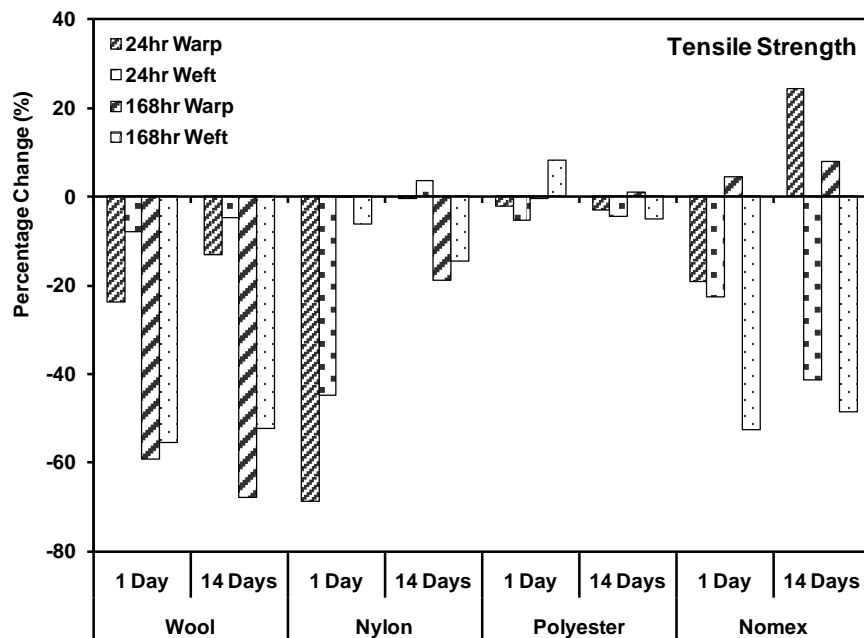 Tensile Strength
24hr Warp
24hr Weft
168hr Warp
168hr Weft
Percentage Change (%)
40
20
0
-20
-40
-60
-80
1 Day 14 Days 1 Day 14 Days 1 Day 14 Days 1 Day 14 Days
Wool Nylon Polyester Nomex